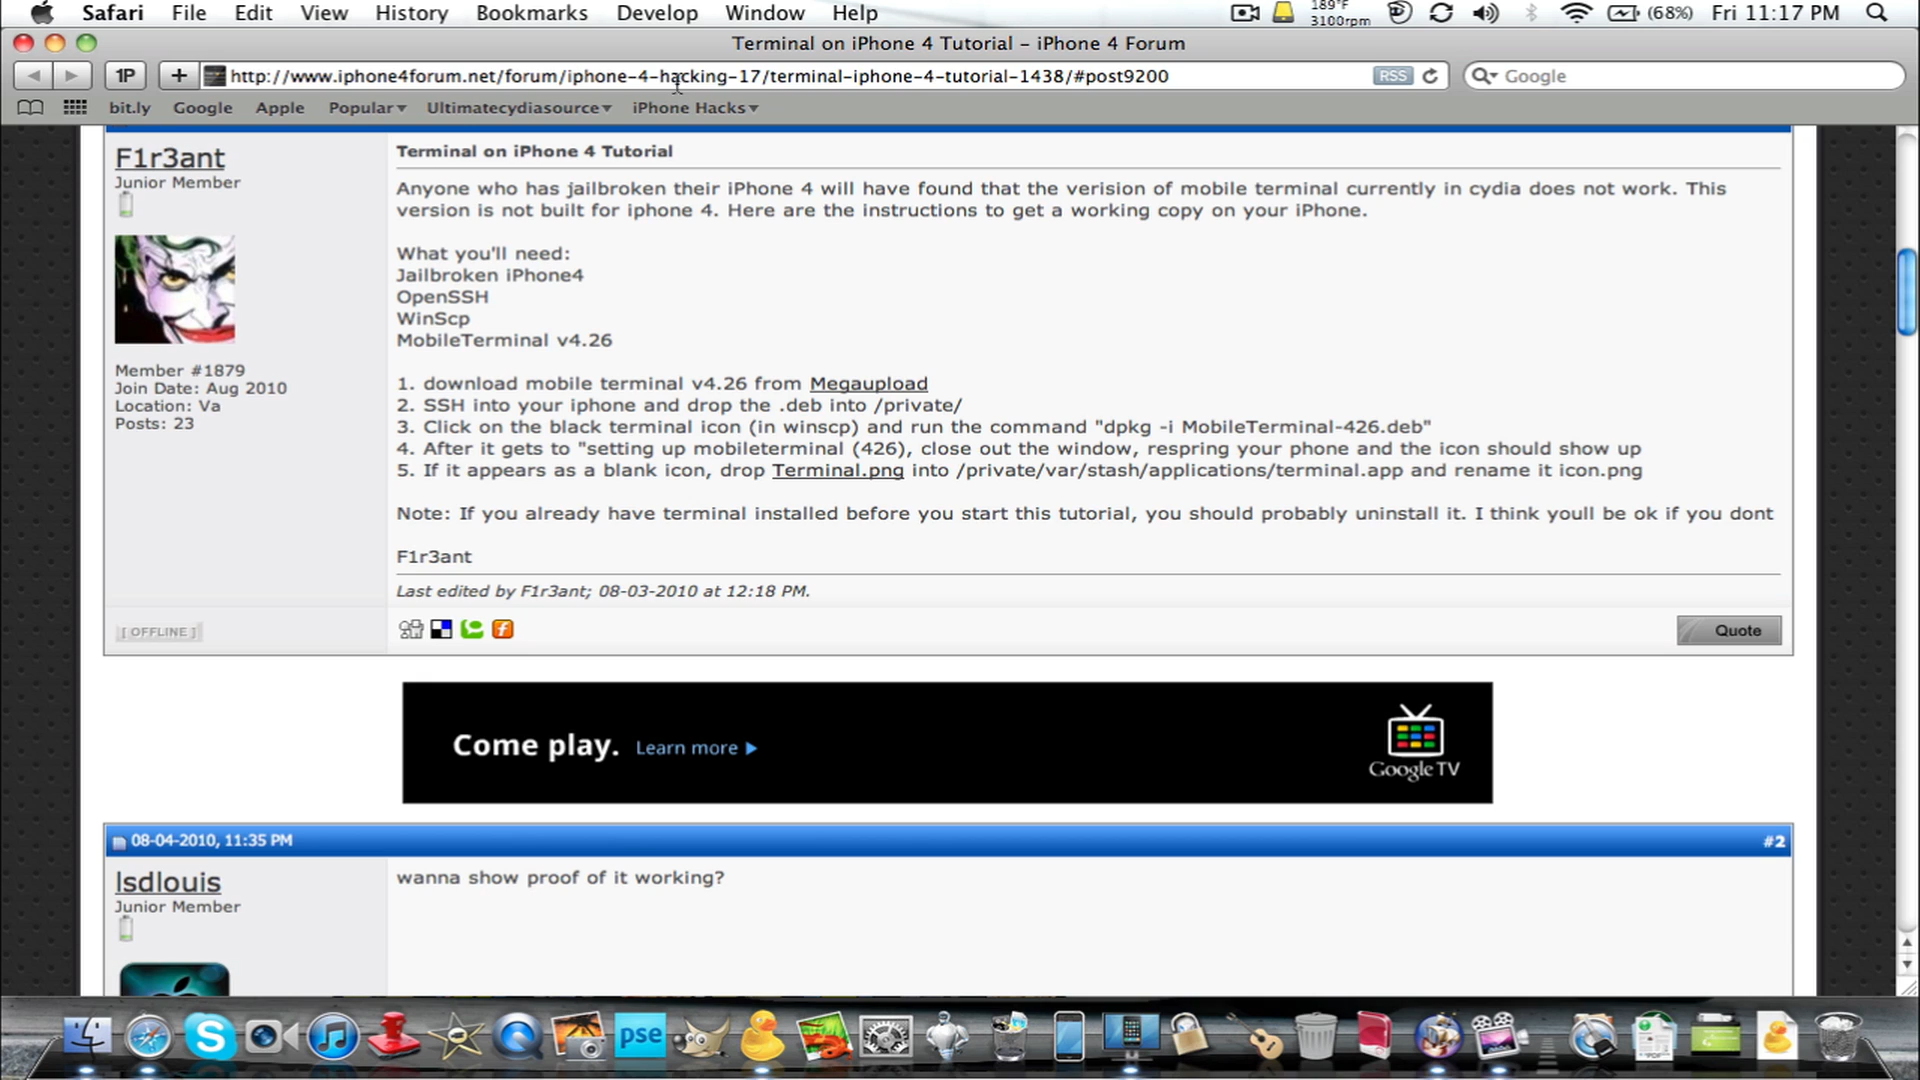 Safari File Edit View History Bookmarks Develop Window Help 189°F 3100rpm (68%) Fri 11:17 PM
Terminal on iPhone 4 Tutorial – iPhone 4 Forum
1P + http://www.iphone4forum.net/forum/iphone-4-hacking-17/terminal-iphone-4-tutorial-1438/#post9200 RSS Google
bit.ly Google Apple Popular Ultimatecydiasource iPhone Hacks
F1r3ant
Junior Member
Member #1879
Join Date: Aug 2010
Location: Va
Posts: 23
[ OFFLINE ]
Terminal on iPhone 4 Tutorial
Anyone who has jailbroken their iPhone 4 will have found that the verision of mobile terminal currently in cydia does not work. This
version is not built for iphone 4. Here are the instructions to get a working copy on your iPhone.
What you'll need:
Jailbroken iPhone4
OpenSSH
WinScp
MobileTerminal v4.26
1. download mobile terminal v4.26 from Megaupload
2. SSH into your iphone and drop the .deb into /private/
3. Click on the black terminal icon (in winscp) and run the command "dpkg -i MobileTerminal-426.deb"
4. After it gets to "setting up mobileterminal (426), close out the window, respring your phone and the icon should show up
5. If it appears as a blank icon, drop Terminal.png into /private/var/stash/applications/terminal.app and rename it icon.png
Note: If you already have terminal installed before you start this tutorial, you should probably uninstall it. I think youll be ok if you dont
F1r3ant
Last edited by F1r3ant; 08-03-2010 at 12:18 PM.
Quote
Come play. Learn more
Google TV
08-04-2010, 11:35 PM #2
lsdlouis
Junior Member
wanna show proof of it working?
pse